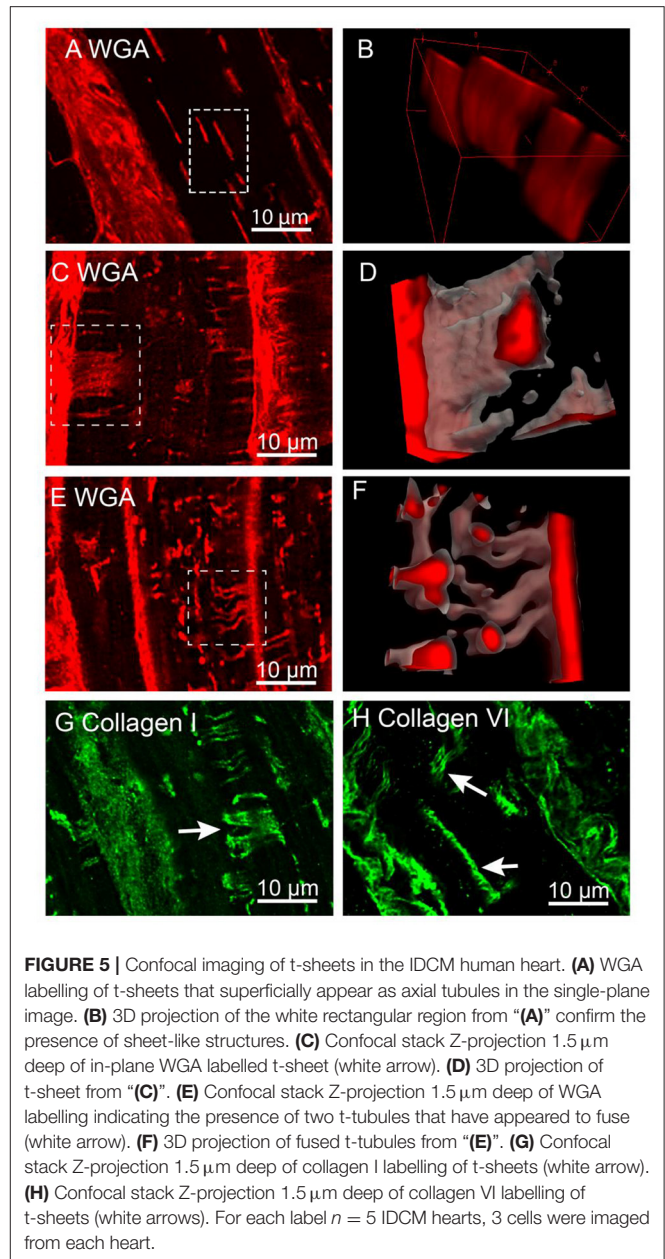 A WGA
B
10 µm
C WGA
D
10 µm
E WGA
F
10 µm
G Collagen I
H Collagen VI
10 µm
10 µm
FIGURE 5 | Confocal imaging of t-sheets in the IDCM human heart. (A) WGA
labelling of t-sheets that superficially appear as axial tubules in the single-plane
image. (B) 3D projection of the white rectangular region from “(A)” confirm the
presence of sheet-like structures. (C) Confocal stack Z-projection 1.5 µm
deep of in-plane WGA labelled t-sheet (white arrow). (D) 3D projection of
t-sheet from “(C)”. (E) Confocal stack Z-projection 1.5 µm deep of WGA
labelling indicating the presence of two t-tubules that have appeared to fuse
(white arrow). (F) 3D projection of fused t-tubules from “(E)”. (G) Confocal
stack Z-projection 1.5 µm deep of collagen I labelling of t-sheets (white arrow).
(H) Confocal stack Z-projection 1.5 µm deep of collagen VI labelling of
t-sheets (white arrows). For each label n = 5 IDCM hearts, 3 cells were imaged
from each heart.